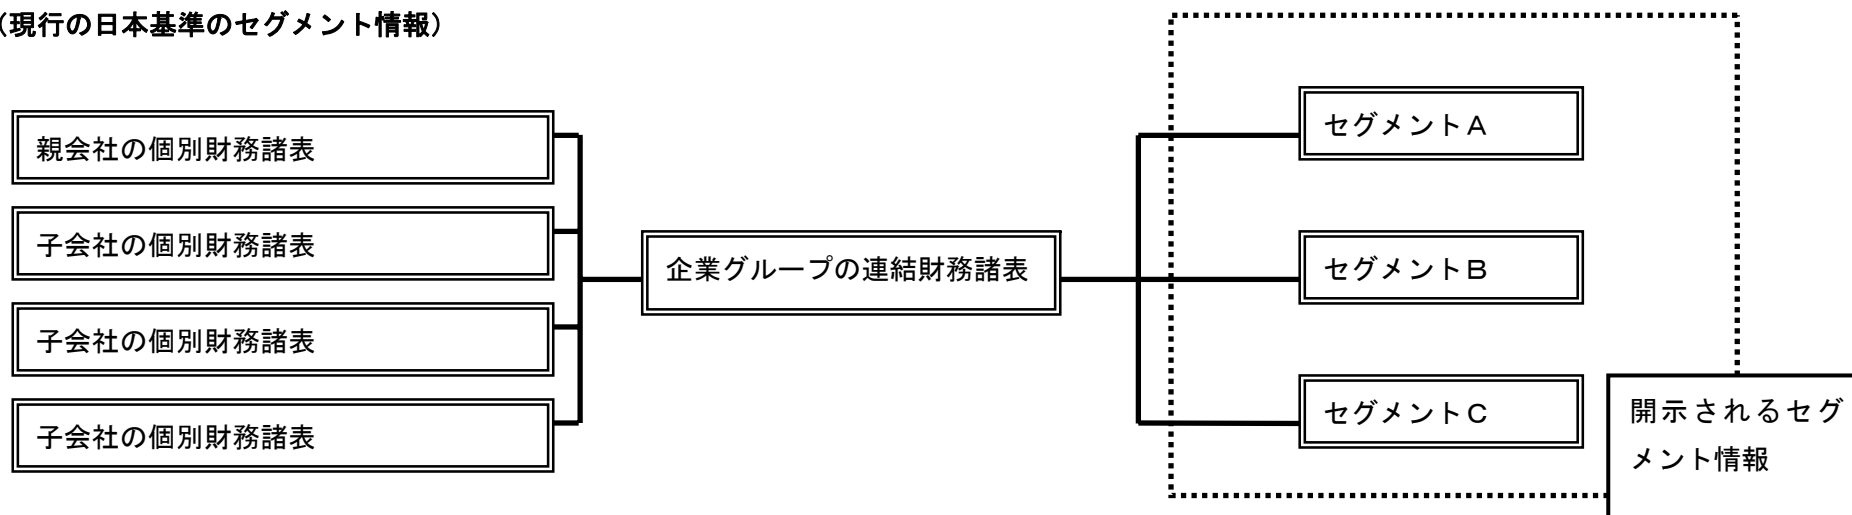 （現行の日本基準のセグメント情報）
親会社の個別財務諸表
子会社の個別財務諸表
子会社の個別財務諸表
子会社の個別財務諸表
企業グループの連結財務諸表
セグメントＡ
セグメントＢ
セグメントＣ
開示されるセグ
メント情報